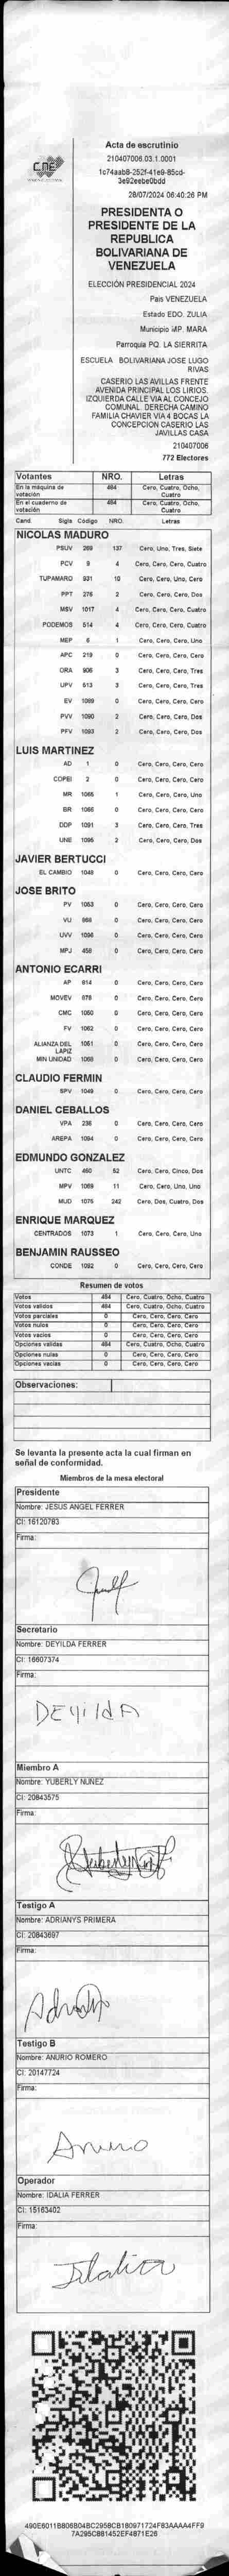 CNE
Acta de escrutinio
210407006.03.1.0001
1c74aab8-252f-41e9-85cd-
3e92eebe0bdd
28/07/2024 06:40:26 PM
PRESIDENTA O
PRESIDENTE DE LA
REPUBLICA
BOLIVARIANA DE
VENEZUELA
ELECCIÓN PRESIDENCIAL 2024
Pais VENEZUELA
Estado EDO. ZULIA
Municipio MP. MARA
Parroquia PQ. LA SIERRITA
ESCUELA BOLIVARIANA JOSE LUGO
RIVAS
CASERIO LAS AVILLAS FRENTE
AVENIDA PRINCIPAL LOS LIRIOS.
IZQUIERDA CALLE VIA AL CONCEJO
COMUNAL. DERECHA CAMINO
FAMILIA CHAVIER VIA 4 BOCAS LA
CONCEPCION CASERIO LAS
JAVILLAS CASA
210407006
772 Electores
Votantes NRO. Letras
En la máquina de votación 484 Cero, Cuatro, Ocho, Cuatro
En el cuaderno de votación 484 Cero, Cuatro, Ocho, Cuatro
Cand. Sigla Código NRO. Letras
NICOLAS MADURO
PSUV 269 137 Cero, Uno, Tres, Siete
PCV 9 4 Cero, Cero, Cero, Cuatro
TUPAMARO 931 10 Cero, Cero, Uno, Cero
PPT 276 2 Cero, Cero, Cero, Dos
MSV 1017 4 Cero, Cero, Cero, Cuatro
PODEMOS 514 4 Cero, Cero, Cero, Cuatro
MEP 6 1 Cero, Cero, Cero, Uno
APC 219 0 Cero, Cero, Cero, Cero
ORA 906 3 Cero, Cero, Cero, Tres
UPV 613 3 Cero, Cero, Cero, Tres
EV 1089 0 Cero, Cero, Cero, Cero
PVV 1090 2 Cero, Cero, Cero, Dos
PFV 1093 2 Cero, Cero, Cero, Dos
LUIS MARTINEZ
AD 1 0 Cero, Cero, Cero, Cero
COPEI 2 0 Cero, Cero, Cero, Cero
MR 1065 1 Cero, Cero, Cero, Uno
BR 1066 0 Cero, Cero, Cero, Cero
DDP 1091 3 Cero, Cero, Cero, Tres
UNE 1095 2 Cero, Cero, Cero, Dos
JAVIER BERTUCCI
EL CAMBIO 1048 0 Cero, Cero, Cero, Cero
JOSE BRITO
PV 1053 0 Cero, Cero, Cero, Cero
VU 868 0 Cero, Cero, Cero, Cero
UVV 1096 0 Cero, Cero, Cero, Cero
MPJ 459 0 Cero, Cero, Cero, Cero
ANTONIO ECARRI
AP 814 0 Cero, Cero, Cero, Cero
MOVEV 878 0 Cero, Cero, Cero, Cero
CMC 1050 0 Cero, Cero, Cero, Cero
FV 1062 0 Cero, Cero, Cero, Cero
ALIANZA DEL LAPIZ 1051 0 Cero, Cero, Cero, Cero
MIN UNIDAD 1068 0 Cero, Cero, Cero, Cero
CLAUDIO FERMIN
SPV 1049 0 Cero, Cero, Cero, Cero
DANIEL CEBALLOS
VPA 236 0 Cero, Cero, Cero, Cero
AREPA 1094 0 Cero, Cero, Cero, Cero
EDMUNDO GONZALEZ
UNTC 460 52 Cero, Cero, Cinco, Dos
MPV 1069 11 Cero, Cero, Uno, Uno
MUD 1075 242 Cero, Dos, Cuatro, Dos
ENRIQUE MARQUEZ
CENTRADOS 1073 1 Cero, Cero, Cero, Uno
BENJAMIN RAUSSEO
CONDE 1092 0 Cero, Cero, Cero, Cero
Resumen de votos
Votos 484 Cero, Cuatro, Ocho, Cuatro
Votos validos 484 Cero, Cuatro, Ocho, Cuatro
Votos parciales 0 Cero, Cero, Cero, Cero
Votos nulos 0 Cero, Cero, Cero, Cero
Votos vacios 0 Cero, Cero, Cero, Cero
Opciones validas 484 Cero, Cuatro, Ocho, Cuatro
Opciones nulas 0 Cero, Cero, Cero, Cero
Opciones vacias 0 Cero, Cero, Cero, Cero
Observaciones:
Se levanta la presente acta la cual firman en
señal de conformidad.
Miembros de la mesa electoral
Presidente
Nombre: JESUS ANGEL FERRER
CI: 16120783
Firma:
Secretario
Nombre: DEYILDA FERRER
CI: 16607374
Firma:
DEYildA
Miembro A
Nombre: YUBERLY NUNEZ
CI: 20843575
Firma:
Testigo A
Nombre: ADRIANYS PRIMERA
CI: 20843697
Firma:
Testigo B
Nombre: ANURIO ROMERO
CI: 20147724
Firma:
Operador
Nombre: IDALIA FERRER
CI: 15163402
Firma:
Idalia
490E6011B806B04BC2958CB180971724F83AAAA4FF9
7A295C881452EF4871E26